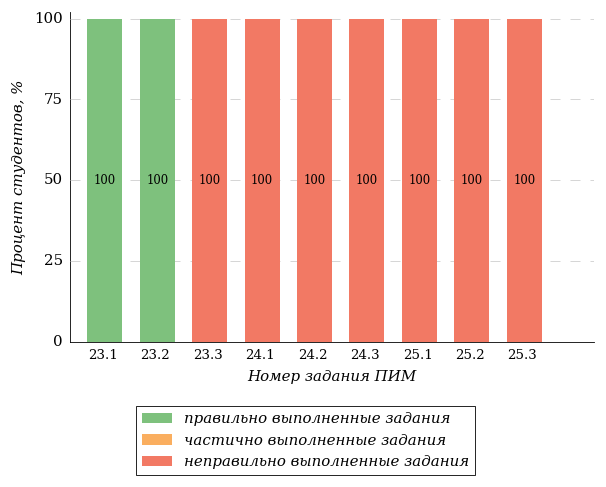 100
75
50
25
0
Процент студентов, %
100 100 100 100 100 100 100 100 100
23.1 23.2 23.3 24.1 24.2 24.3 25.1 25.2 25.3
Номер задания ПИМ
правильно выполненные задания
частично выполненные задания
неправильно выполненные задания